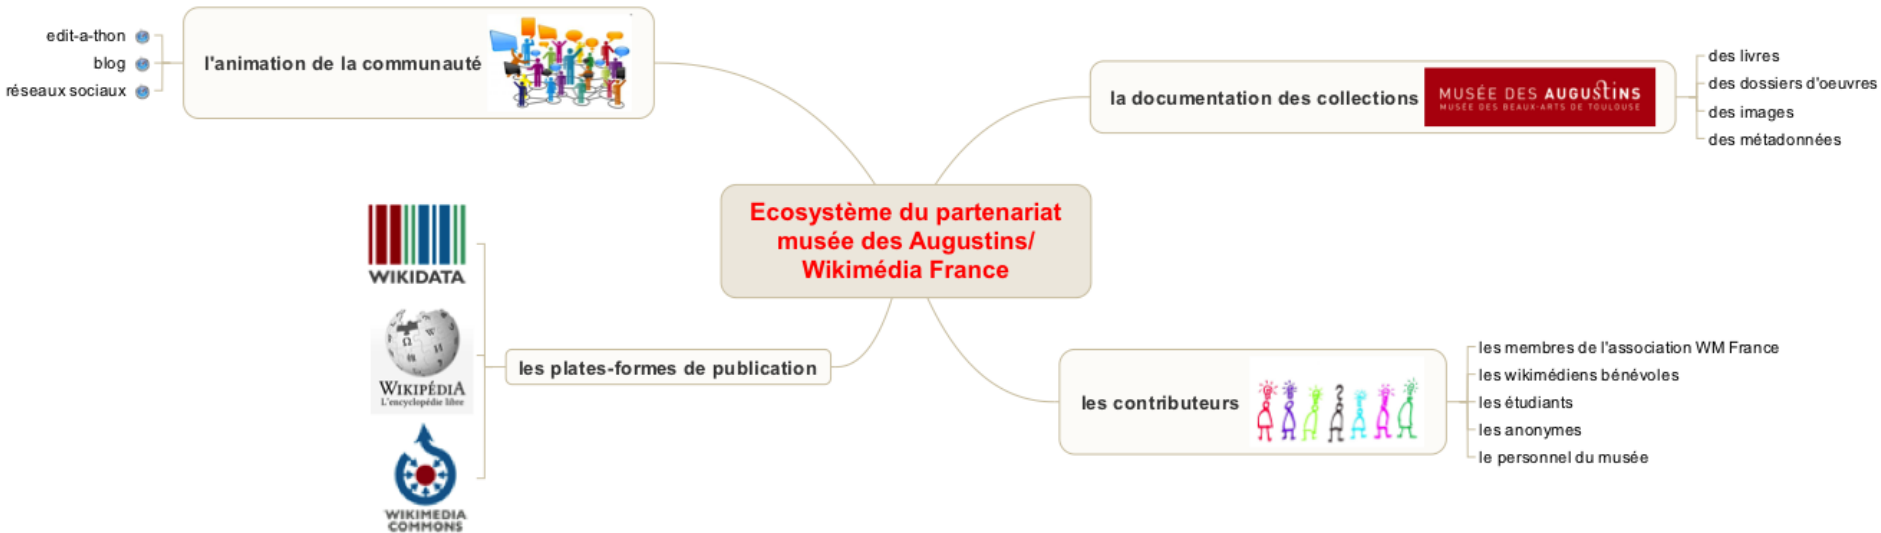 edit-a-thon
blog
réseaux sociaux
l'animation de la communauté
la documentation des collections
MUSÉE DES AUGUSTINS
MUSÉE DES BEAUX-ARTS DE TOULOUSE
des livres
des dossiers d'oeuvres
des images
des métadonnées
Ecosystème du partenariat
musée des Augustins/
Wikimédia France
WIKIDATA
Ω
W
WIKIPÉDIA
L'encyclopédie libre
WIKIMEDIA
COMMONS
les plates-formes de publication
les contributeurs
les membres de l'association WM France
les wikimédiens bénévoles
les étudiants
les anonymes
le personnel du musée